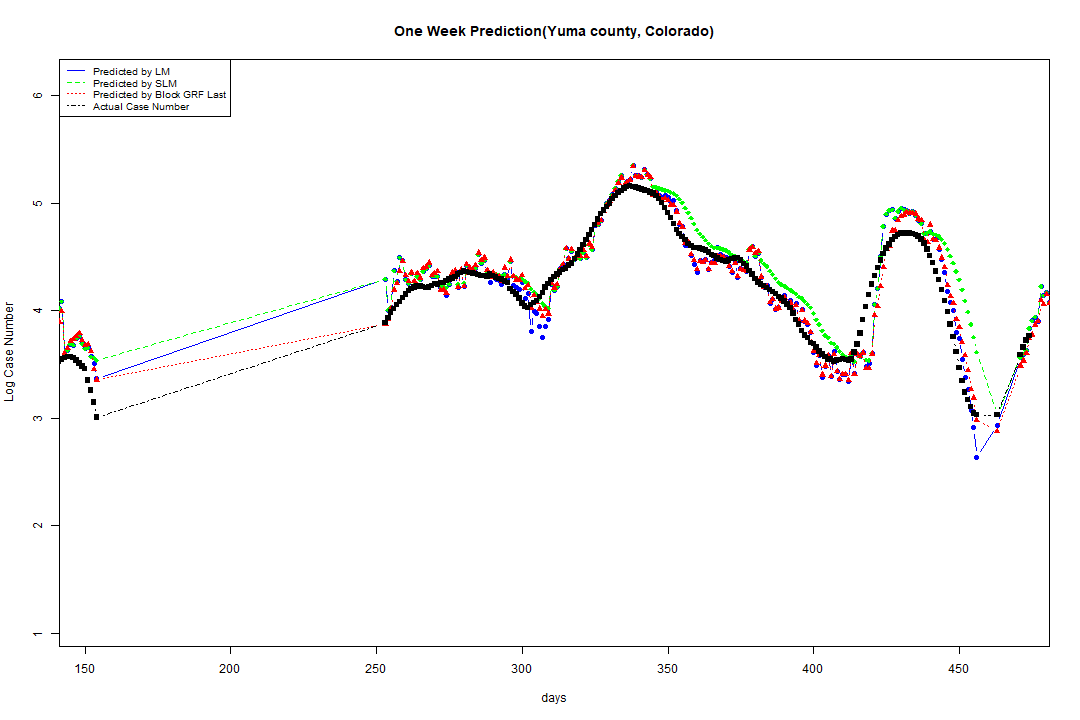 One Week Prediction(Yuma county, Colorado)
Predicted by LM
Predicted by SLM
Predicted by Block GRF Last
Actual Case Number
Log Case Number
6
5
4
3
2
1
150 200 250 300 350 400 450
days